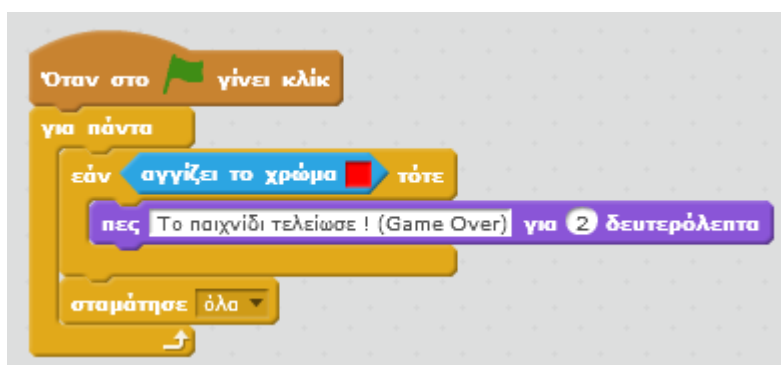 Όταν στο γίνει κλίκ
για πάντα
εάν αγγίζει το χρώμα τότε
πες Το παιχνίδι τελείωσε ! (Game Over) για 2 δευτερόλεπτα
σταμάτησε όλα